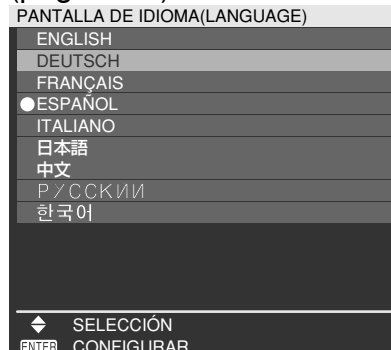 PANTALLA DE IDIOMA(LANGUAGE)
ENGLISH
DEUTSCH
FRANÇAIS
ESPAÑOL
ITALIANO
日本語
中文
РУССКИИ
한국어
SELECCIÓN
ENTER CONFIGURAR